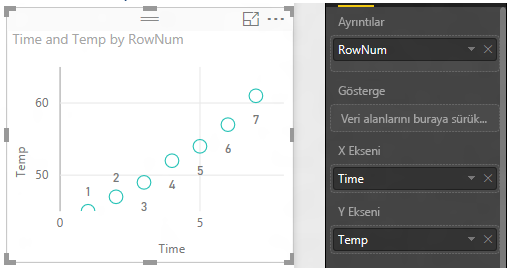 Time and Temp by RowNum
Temp
60
50
1
2
3
4
5
6
7
0
5
Time
Ayrıntılar
RowNum
Gösterge
Veri alanlarını buraya sürük...
X Ekseni
Time
Y Ekseni
Temp